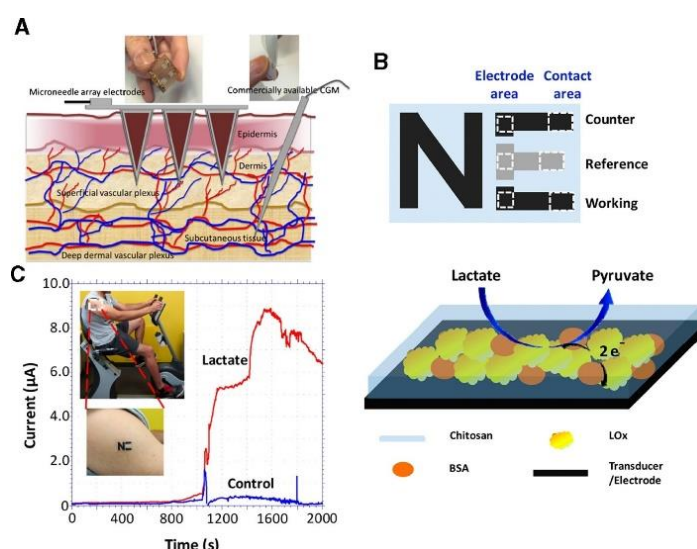 A
Microneedle array electrodes
Commercially available CGM
Epidermis
Dermis
Superficial vascular plexus
Subcutaneous tissue
Deep dermal vascular plexus
B
Electrode area
Contact area
N
Counter
Reference
Working
Lactate
Pyruvate
2 e⁻
Chitosan
LOx
BSA
Transducer
/Electrode
C
10.0
8.0
6.0
4.0
2.0
0
Current (µA)
Lactate
Control
0 400 800 1200 1600 2000
Time (s)